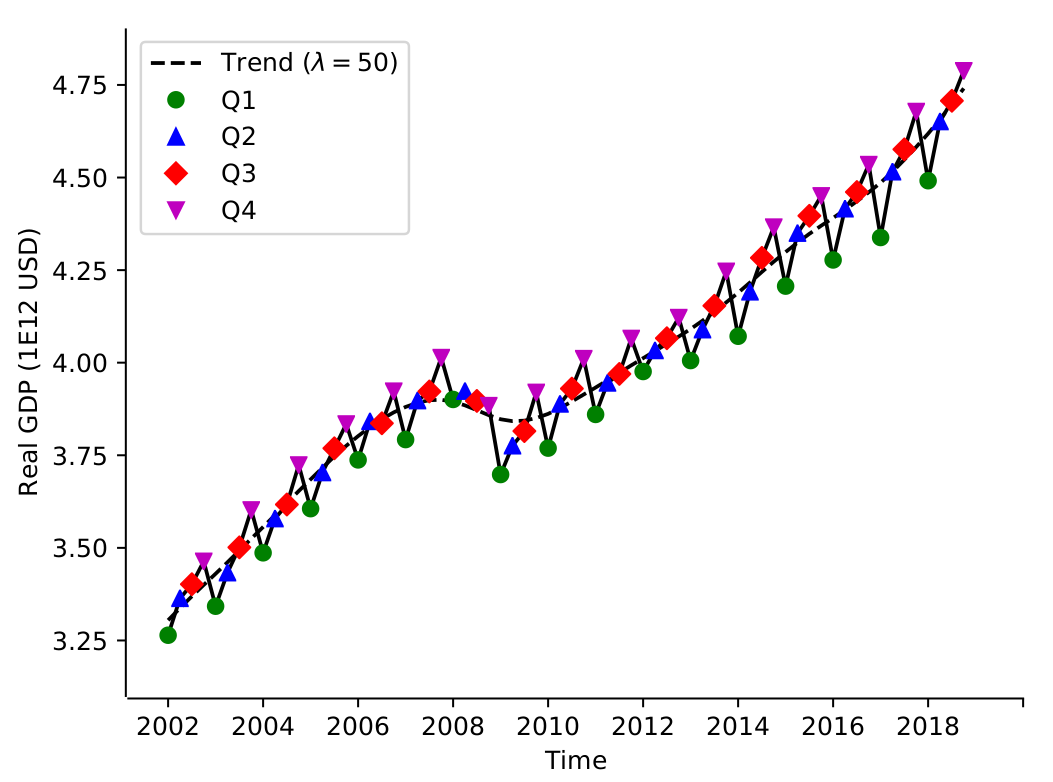 Trend (λ = 50)
Q1
Q2
Q3
Q4
Real GDP (1E12 USD)
4.75
4.50
4.25
4.00
3.75
3.50
3.25
2002 2004 2006 2008 2010 2012 2014 2016 2018
Time